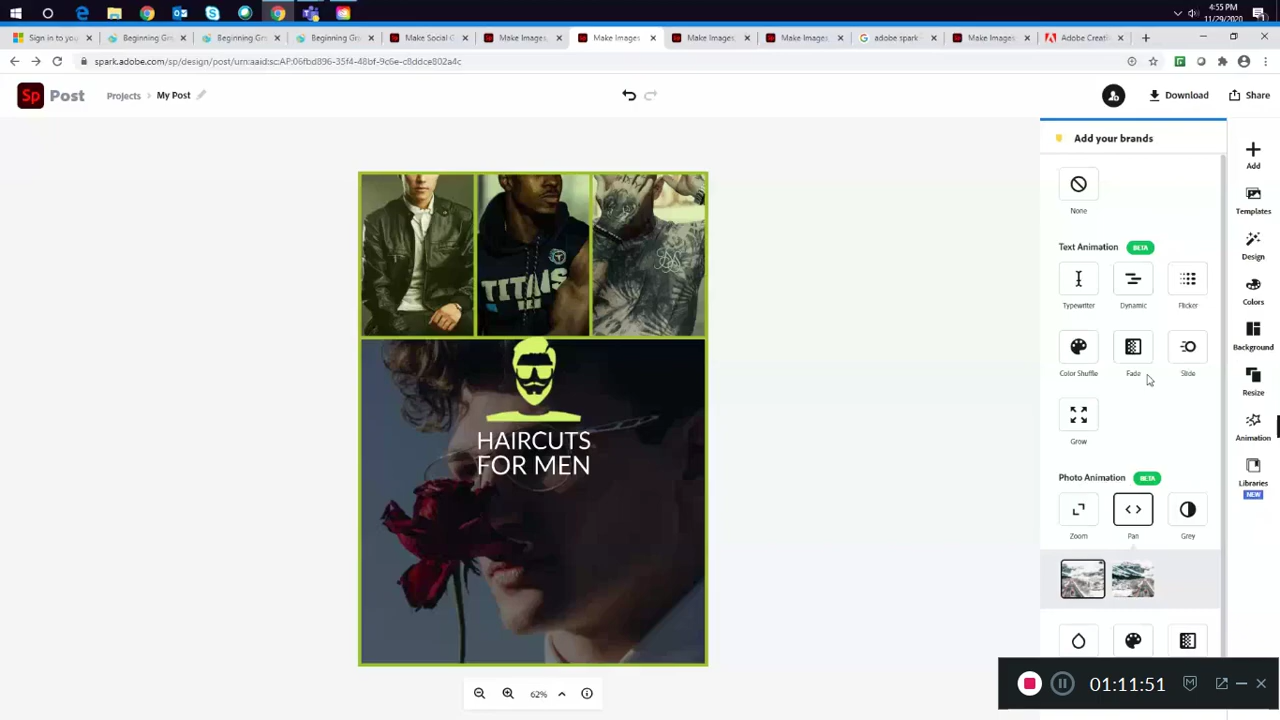 4:55 PM
11/29/2020
Sign in to you
Beginning Gr
Beginning Gr
Beginning Gr
Make Social G
Make Images,
Make Images
Make Images,
Make Images,
adobe spark
Make Images
Adobe Creati
spark.adobe.com/sp/design/post/urn:aaid:sc:AP:06fbd896-35f4-48bf-9c6e-c8ddce802a4c
Sp Post
Projects > My Post
Download
Share
Add your brands
None
Text Animation BETA
Typewriter Dynamic Flicker
Color Shuffle Fade Slide
Grow
Photo Animation BETA
Zoom Pan Grey
Add
Templates
Design
Colors
Background
Resize
Animation
Libraries
NEW
TITANS
HAIRCUTS
FOR MEN
62%
01:11:51